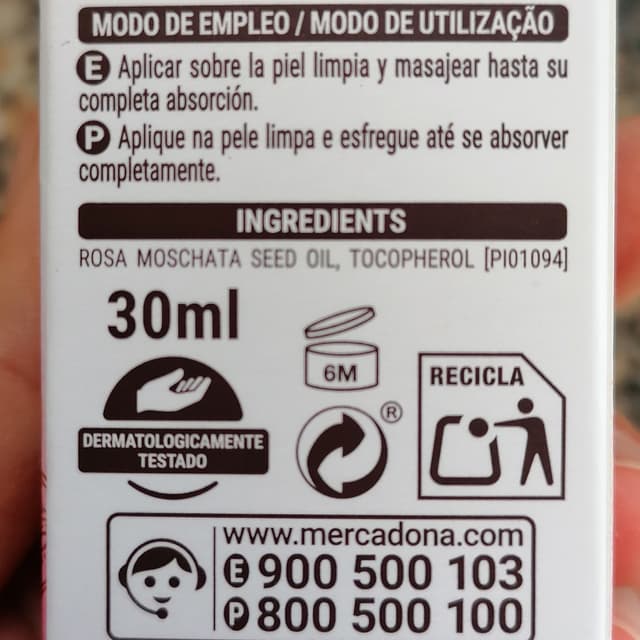 MODO DE EMPLEO / MODO DE UTILIZAÇÃO
E Aplicar sobre la piel limpia y masajear hasta su
completa absorción.
P Aplique na pele limpa e esfregue até se absorver
completamente.
INGREDIENTS
ROSA MOSCHATA SEED OIL, TOCOPHEROL [PI01094]
30ml
6M
RECICLA
®
DERMATOLOGICAMENTE
TESTADO
www.mercadona.com
E 900 500 103
P 800 500 100